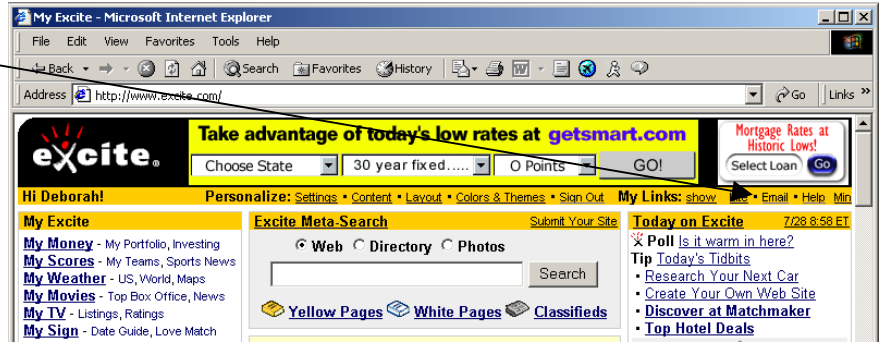 My Excite - Microsoft Internet Explorer
File Edit View Favorites Tools Help
Back Search Favorites History
Address http://www.excite.com/ Go Links »
excite®
Take advantage of today's low rates at getsmart.com
Choose State 30 year fixed..... 0 Points GO!
Mortgage Rates at
Historic Lows!
Select Loan Go
Hi Deborah! Personalize: Settings • Content • Layout • Colors & Themes • Sign Out My Links: show • Email • Help Min
My Excite
My Money - My Portfolio, Investing
My Scores - My Teams, Sports News
My Weather - US, World, Maps
My Movies - Top Box Office, News
My TV - Listings, Ratings
My Sign - Date Guide, Love Match
Excite Meta-Search Submit Your Site
Web Directory Photos
Search
Yellow Pages White Pages Classifieds
Today on Excite 7/28 8:58 ET
Poll Is it warm in here?
Tip Today's Tidbits
• Research Your Next Car
• Create Your Own Web Site
• Discover at Matchmaker
• Top Hotel Deals